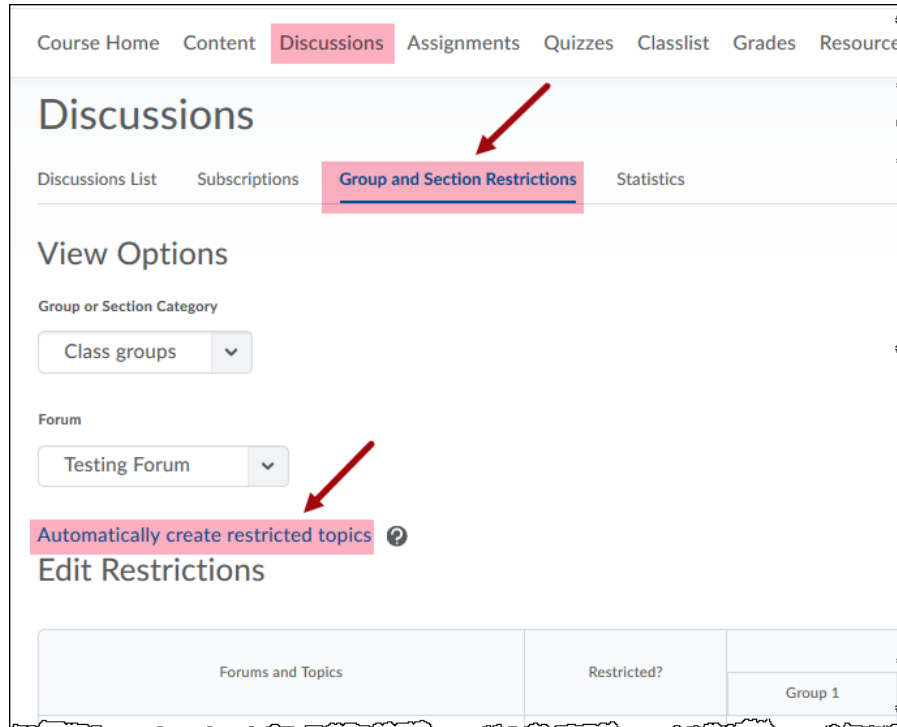 Course Home Content Discussions Assignments Quizzes Classlist Grades Resource
Discussions
Discussions List Subscriptions Group and Section Restrictions Statistics
View Options
Group or Section Category
Class groups
Forum
Testing Forum
Automatically create restricted topics ?
Edit Restrictions
Forums and Topics Restricted?
Group 1